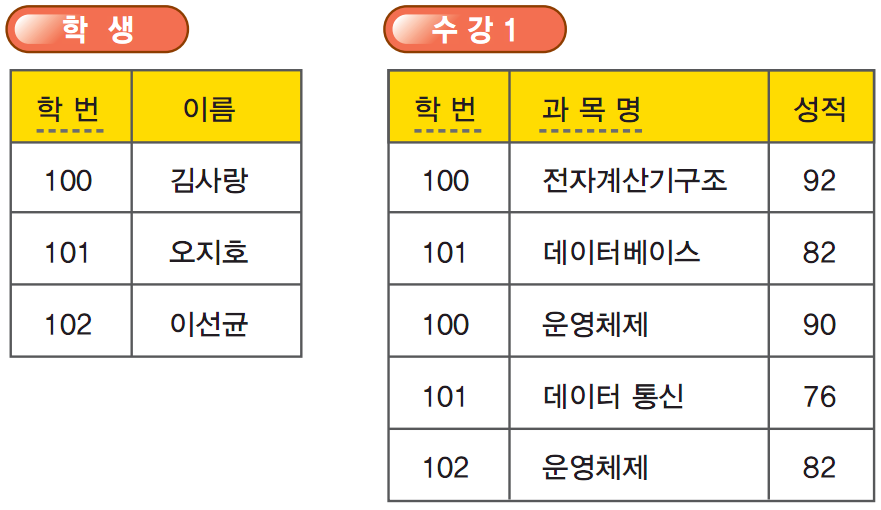 학 생
학 번 이름
100 김사랑
101 오지호
102 이선균
수 강 1
학 번 과 목 명 성적
100 전자계산기구조 92
101 데이터베이스 82
100 운영체제 90
101 데이터 통신 76
102 운영체제 82